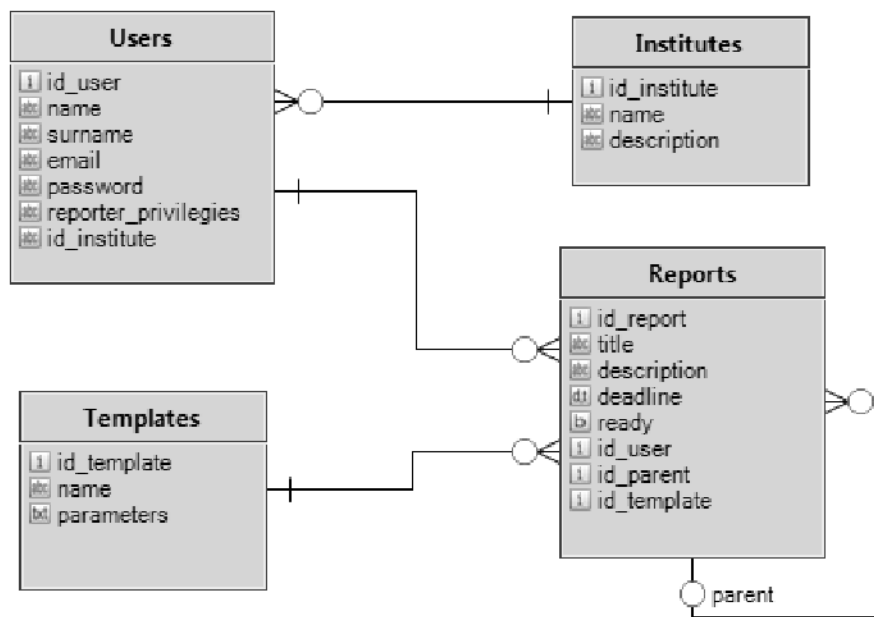 Users
id_user
name
surname
email
password
reporter_privilegies
id_institute
Institutes
id_institute
name
description
Reports
id_report
title
description
deadline
ready
id_user
id_parent
id_template
Templates
id_template
name
parameters
parent